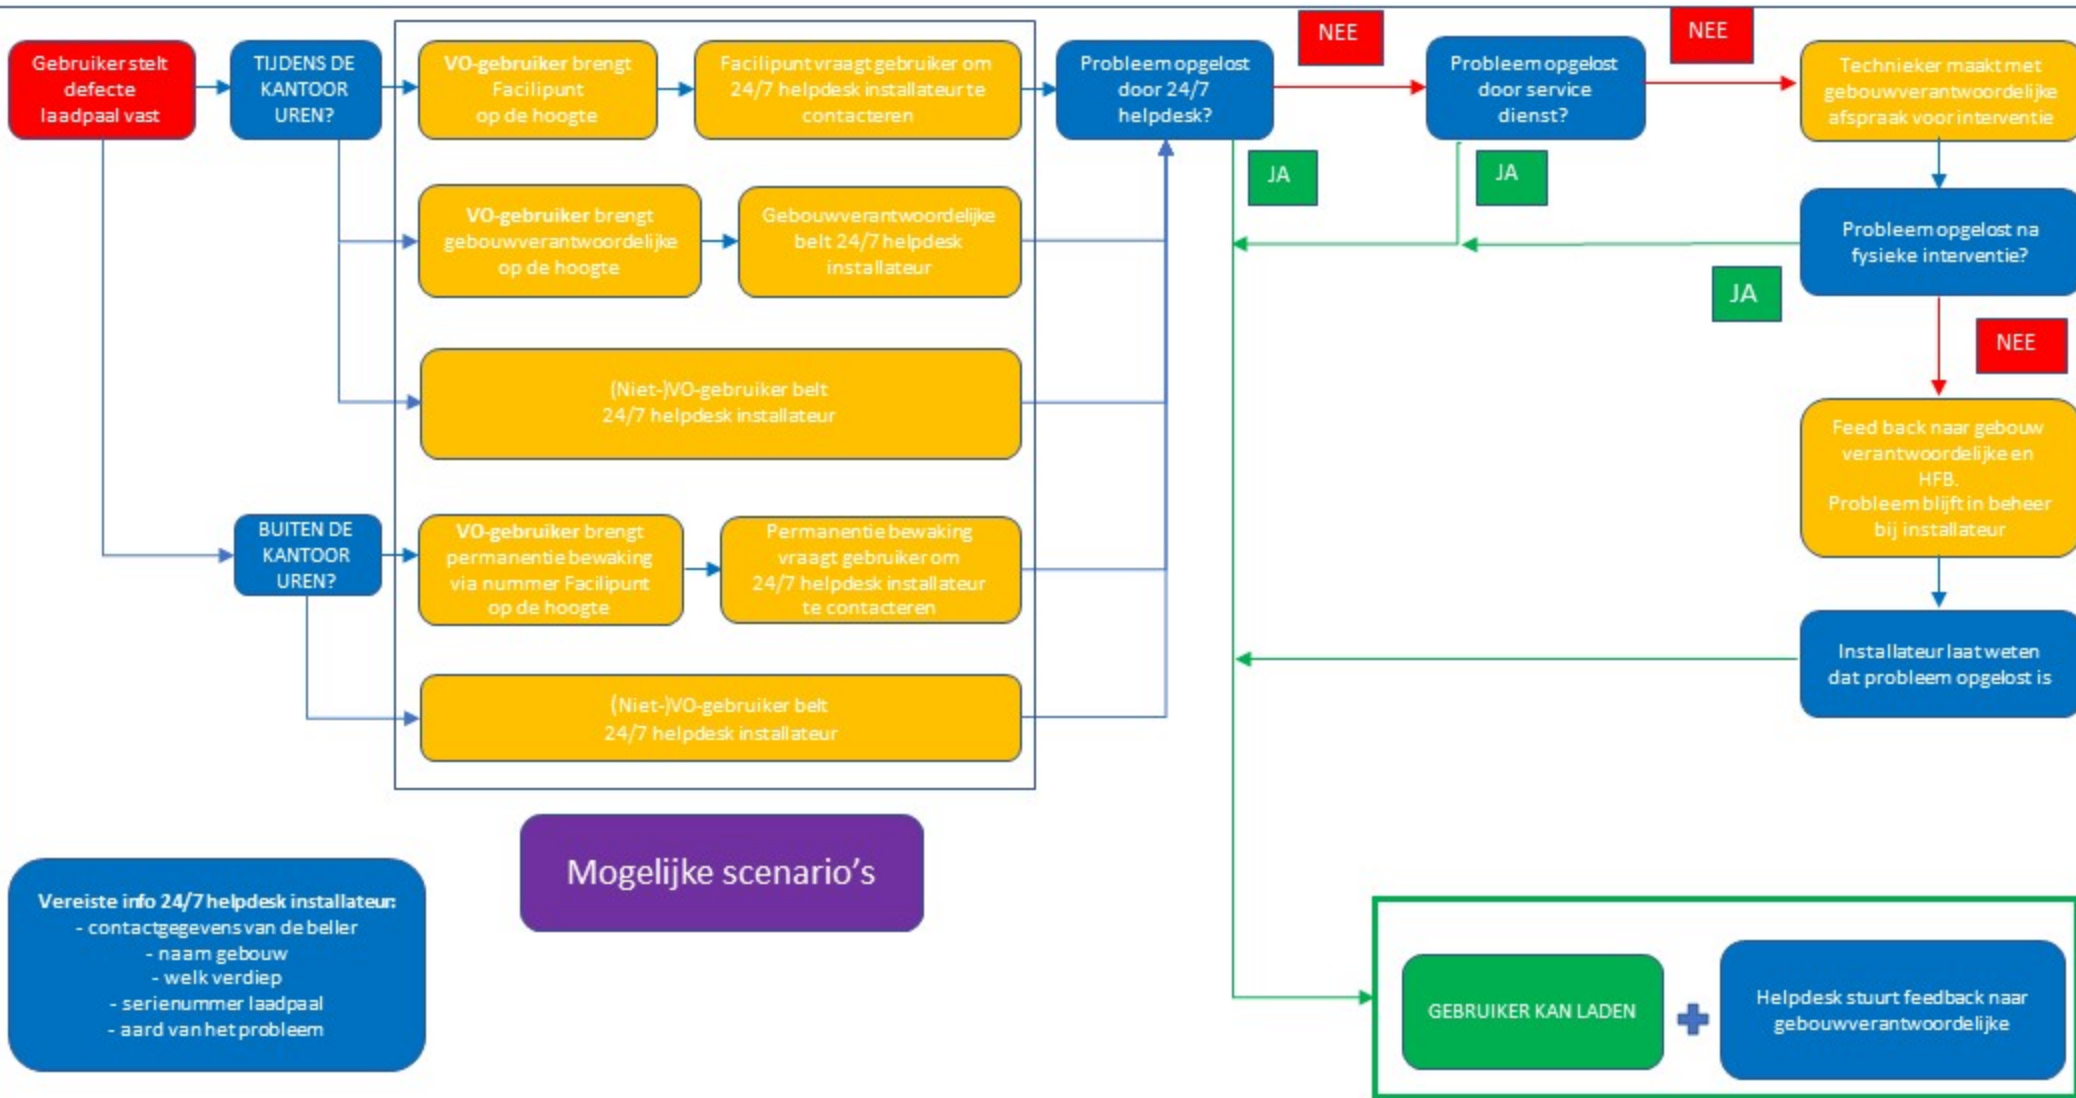 Gebruiker stelt
defecte
laadpaal vast
TIJDENS DE
KANTOOR
UREN?
VO-gebruiker brengt
Facilipunt
op de hoogte
Facilipunt vraagt gebruiker om
24/7 helpdesk installateur te
contacteren
Probleem opgelost
door 24/7
helpdesk?
NEE
Probleem opgelost
door service
dienst?
NEE
Technieker maakt met
gebouwverantwoordelijke
afspraak voor interventie
JA
JA
VO-gebruiker brengt
gebouwverantwoordelijke
op de hoogte
Gebouwverantwoordelijke
belt 24/7 helpdesk
installateur
Probleem opgelost na
fysieke interventie?
JA
NEE
(Niet-)VO-gebruiker belt
24/7 helpdesk installateur
Feed back naar gebouw
verantwoordelijke en
HFB.
Probleem blijft in beheer
bij installateur
BUITEN DE
KANTOOR
UREN?
VO-gebruiker brengt
permanentie bewaking
via nummer Facilipunt
op de hoogte
Permanentie bewaking
vraagt gebruiker om
24/7 helpdesk installateur
te contacteren
Installateur laat weten
dat probleem opgelost is
(Niet-)VO-gebruiker belt
24/7 helpdesk installateur
Mogelijke scenario's
Vereiste info 24/7 helpdesk installateur:
- contactgegevens van de beller
- naam gebouw
- welk verdiep
- serienummer laadpaal
- aard van het probleem
GEBRUIKER KAN LADEN
Helpdesk stuurt feedback naar
gebouwverantwoordelijke